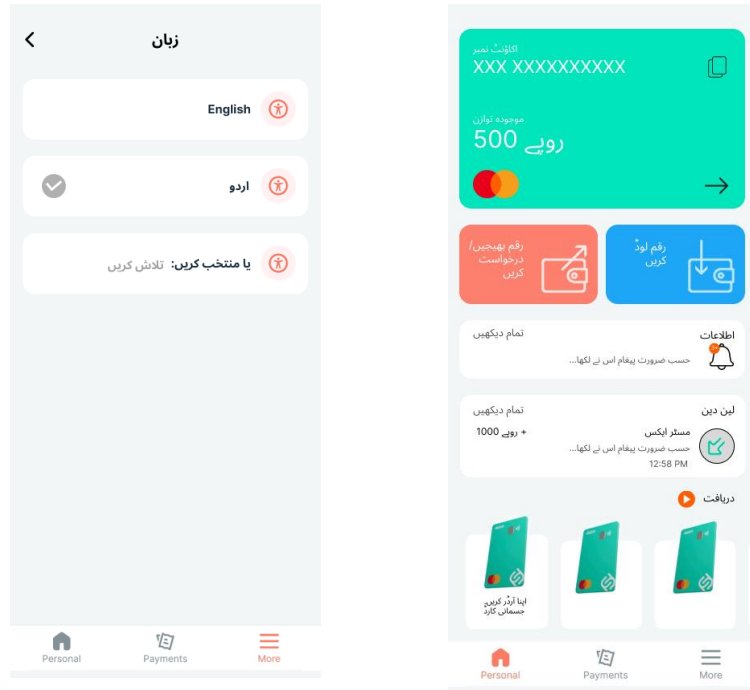 زبان
English
اردو
یا منتخب کریں: تلاش کریں
Personal
Payments
More
اکاؤنٹ نمبر
XXX XXXXXXXXXX
موجودہ توازن
500 روپے
رقم بھیجیں/
درخواست
کریں
رقم لوڈ
کریں
اطلاعات
تمام دیکھیں
حسب ضرورت پیغام اس نے لکھا...
لین دین
تمام دیکھیں
مسٹر ایکس
+ روپے 1000
حسب ضرورت پیغام اس نے لکھا...
12:58 PM
دریافت
اپنا آرڈر کریں
جسمانی کارڈ
Personal
Payments
More